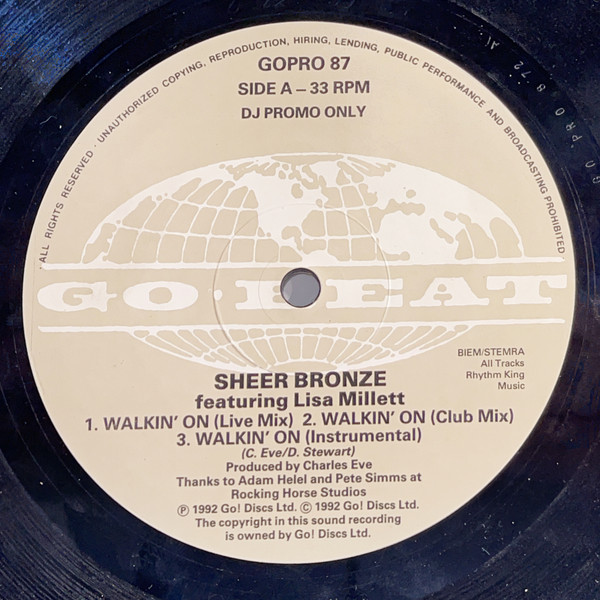 ALL RIGHTS RESERVED · UNAUTHORIZED COPYING, REPRODUCTION, HIRING, LENDING, PUBLIC PERFORMANCE AND BROADCASTING PROHIBITED
GOPRO 87
SIDE A – 33 RPM
DJ PROMO ONLY
GO·BEAT
BIEM/STEMRA
All Tracks
Rhythm King
Music
SHEER BRONZE
featuring Lisa Millett
1. WALKIN' ON (Live Mix) 2. WALKIN' ON (Club Mix)
3. WALKIN' ON (Instrumental)
(C. Eve/D. Stewart)
Produced by Charles Eve
Thanks to Adam Helel and Pete Simms at
Rocking Horse Studios
℗ 1992 Go! Discs Ltd. © 1992 Go! Discs Ltd.
The copyright in this sound recording
is owned by Go! Discs Ltd.